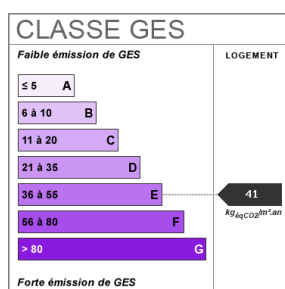 CLASSE GES
Faible émission de GES
LOGEMENT
≤ 5 A
6 à 10 B
11 à 20 C
21 à 35 D
36 à 55 E
41
kgéqCO2/m².an
56 à 80 F
> 80 G
Forte émission de GES